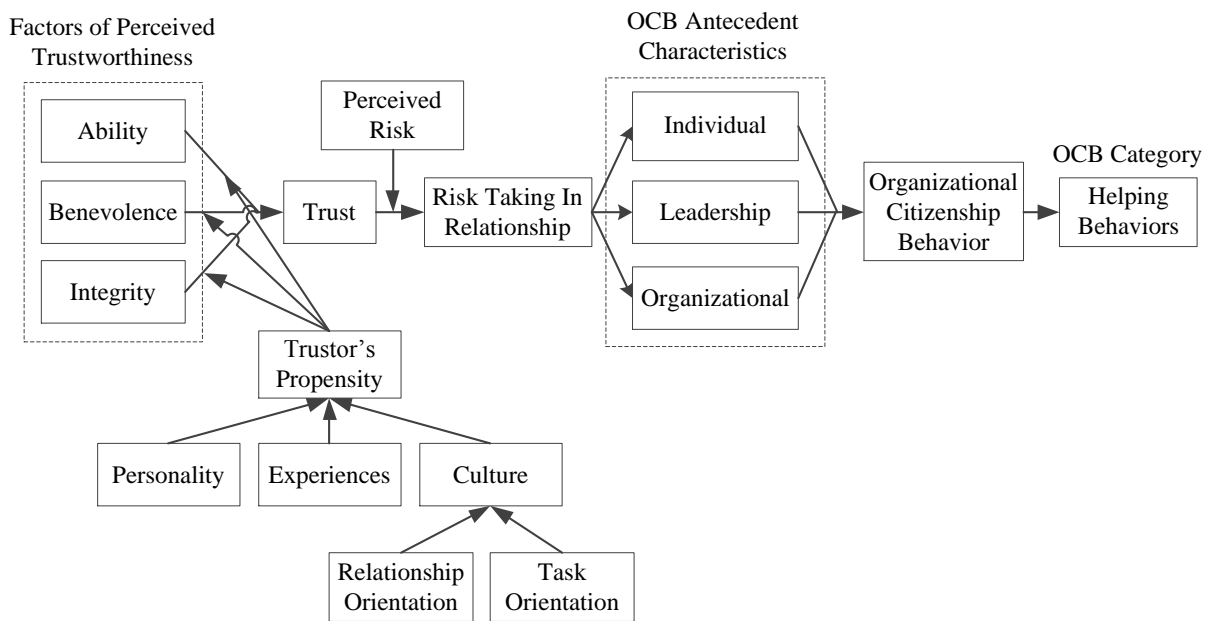 Factors of Perceived
Trustworthiness
OCB Antecedent
Characteristics
Ability
Perceived
Risk
Individual
OCB Category
Benevolence
Trust
Risk Taking In
Relationship
Leadership
Organizational
Citizenship
Behavior
Helping
Behaviors
Integrity
Organizational
Trustor’s
Propensity
Personality
Experiences
Culture
Relationship
Orientation
Task
Orientation